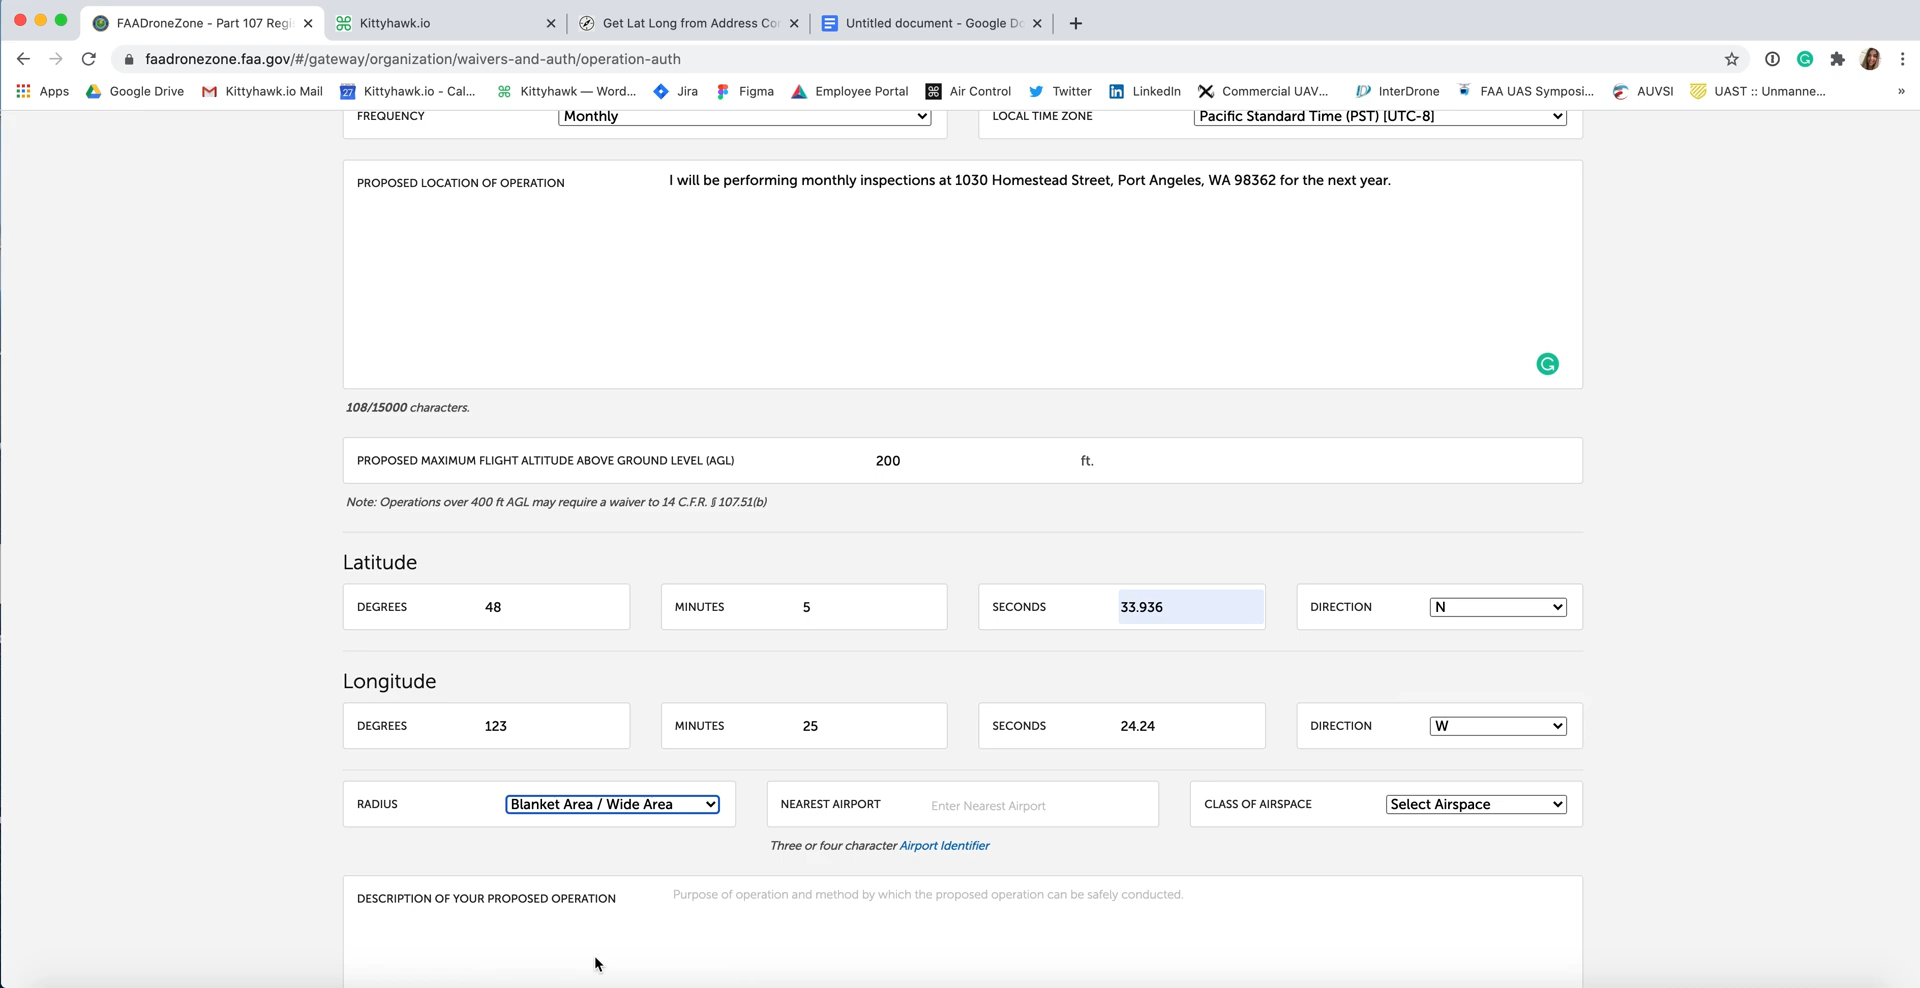 FAADroneZone - Part 107 Regi
Kittyhawk.io
Get Lat Long from Address Co
Untitled document - Google Do
faadronezone.faa.gov/#/gateway/organization/waivers-and-auth/operation-auth
Apps
Google Drive
Kittyhawk.io Mail
27
Kittyhawk.io - Cal...
Kittyhawk — Word...
Jira
Figma
Employee Portal
Air Control
Twitter
LinkedIn
Commercial UAV...
InterDrone
FAA UAS Symposi...
AUVSI
UAST :: Unmanne...
»
FREQUENCY
Monthly
LOCAL TIME ZONE
Pacific Standard Time (PST) [UTC-8]
PROPOSED LOCATION OF OPERATION
I will be performing monthly inspections at 1030 Homestead Street, Port Angeles, WA 98362 for the next year.
108/15000 characters.
PROPOSED MAXIMUM FLIGHT ALTITUDE ABOVE GROUND LEVEL (AGL)
200
ft.
Note: Operations over 400 ft AGL may require a waiver to 14 C.F.R. § 107.51(b)
Latitude
DEGREES
48
MINUTES
5
SECONDS
33.936
DIRECTION
N
Longitude
DEGREES
123
MINUTES
25
SECONDS
24.24
DIRECTION
W
RADIUS
Blanket Area / Wide Area
NEAREST AIRPORT
Enter Nearest Airport
CLASS OF AIRSPACE
Select Airspace
Three or four character Airport Identifier
DESCRIPTION OF YOUR PROPOSED OPERATION
Purpose of operation and method by which the proposed operation can be safely conducted.